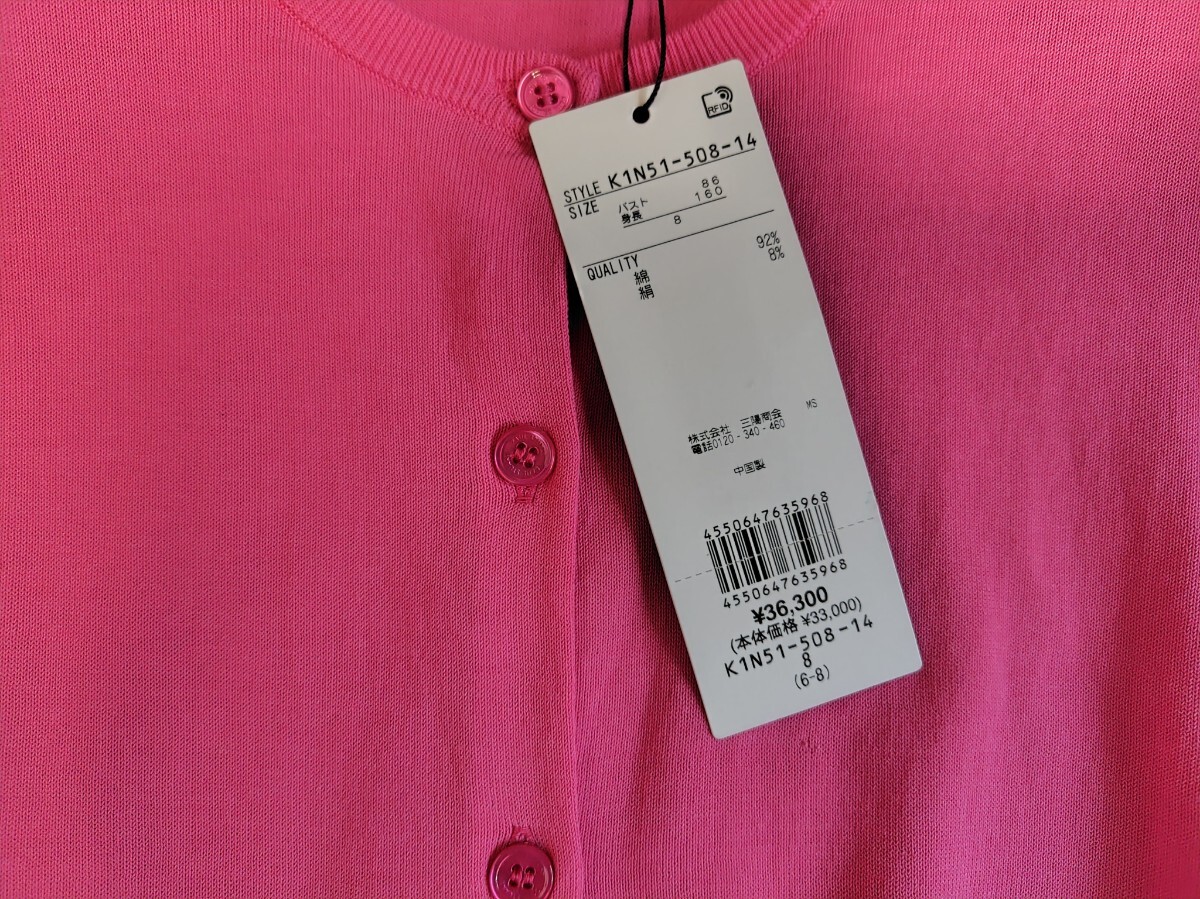 RFID
STYLE K1N51-508-14
SIZE バスト 86
身長 160
8
QUALITY 92%
綿 8%
絹
株式会社 三陽商会 MS
電話0120-340-460
中国製
4550647635968
4550647635968
¥36,300
(本体価格 ¥33,000)
K1N51-508-14
8
(6-8)